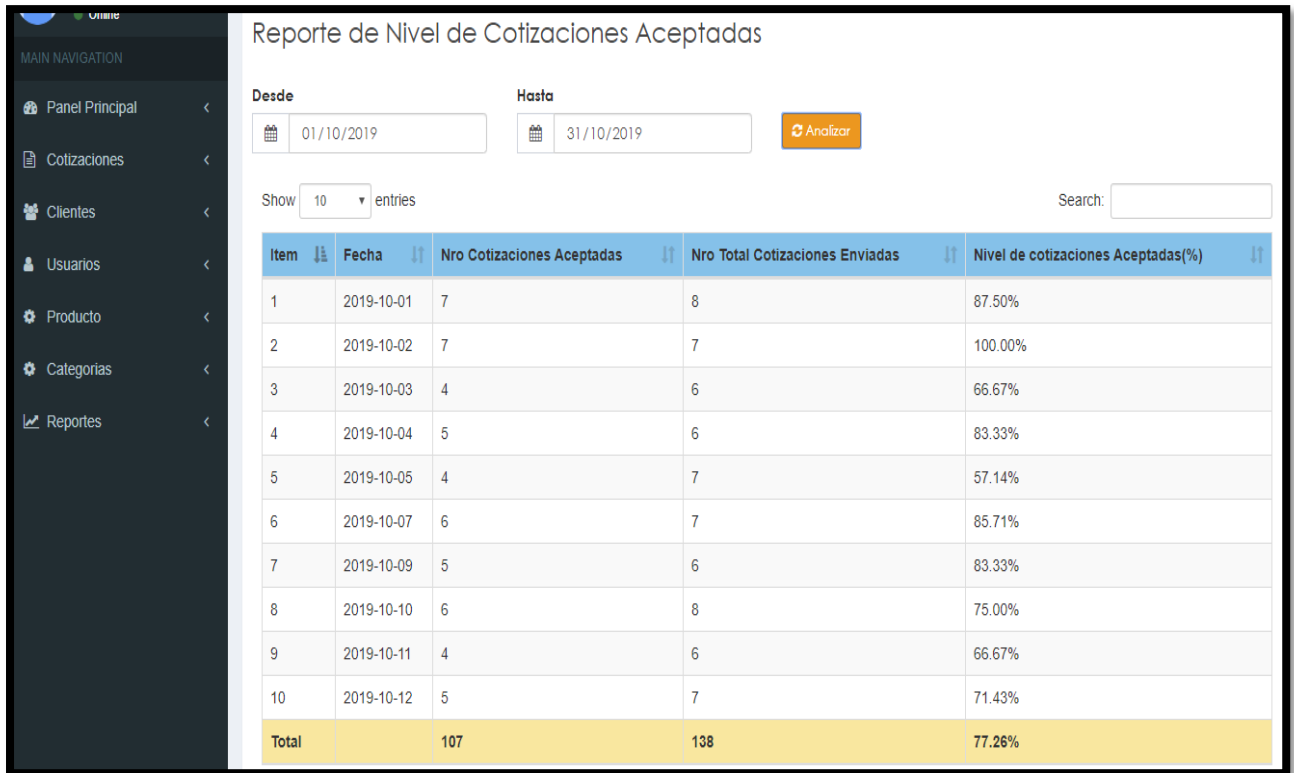 Online
MAIN NAVIGATION
Panel Principal
Cotizaciones
Clientes
Usuarios
Producto
Categorias
Reportes
Reporte de Nivel de Cotizaciones Aceptadas
Desde Hasta
01/10/2019 31/10/2019 Analizar
Show 10 entries Search:
Item Fecha Nro Cotizaciones Aceptadas Nro Total Cotizaciones Enviadas Nivel de cotizaciones Aceptadas(%)
1 2019-10-01 7 8 87.50%
2 2019-10-02 7 7 100.00%
3 2019-10-03 4 6 66.67%
4 2019-10-04 5 6 83.33%
5 2019-10-05 4 7 57.14%
6 2019-10-07 6 7 85.71%
7 2019-10-09 5 6 83.33%
8 2019-10-10 6 8 75.00%
9 2019-10-11 4 6 66.67%
10 2019-10-12 5 7 71.43%
Total 107 138 77.26%